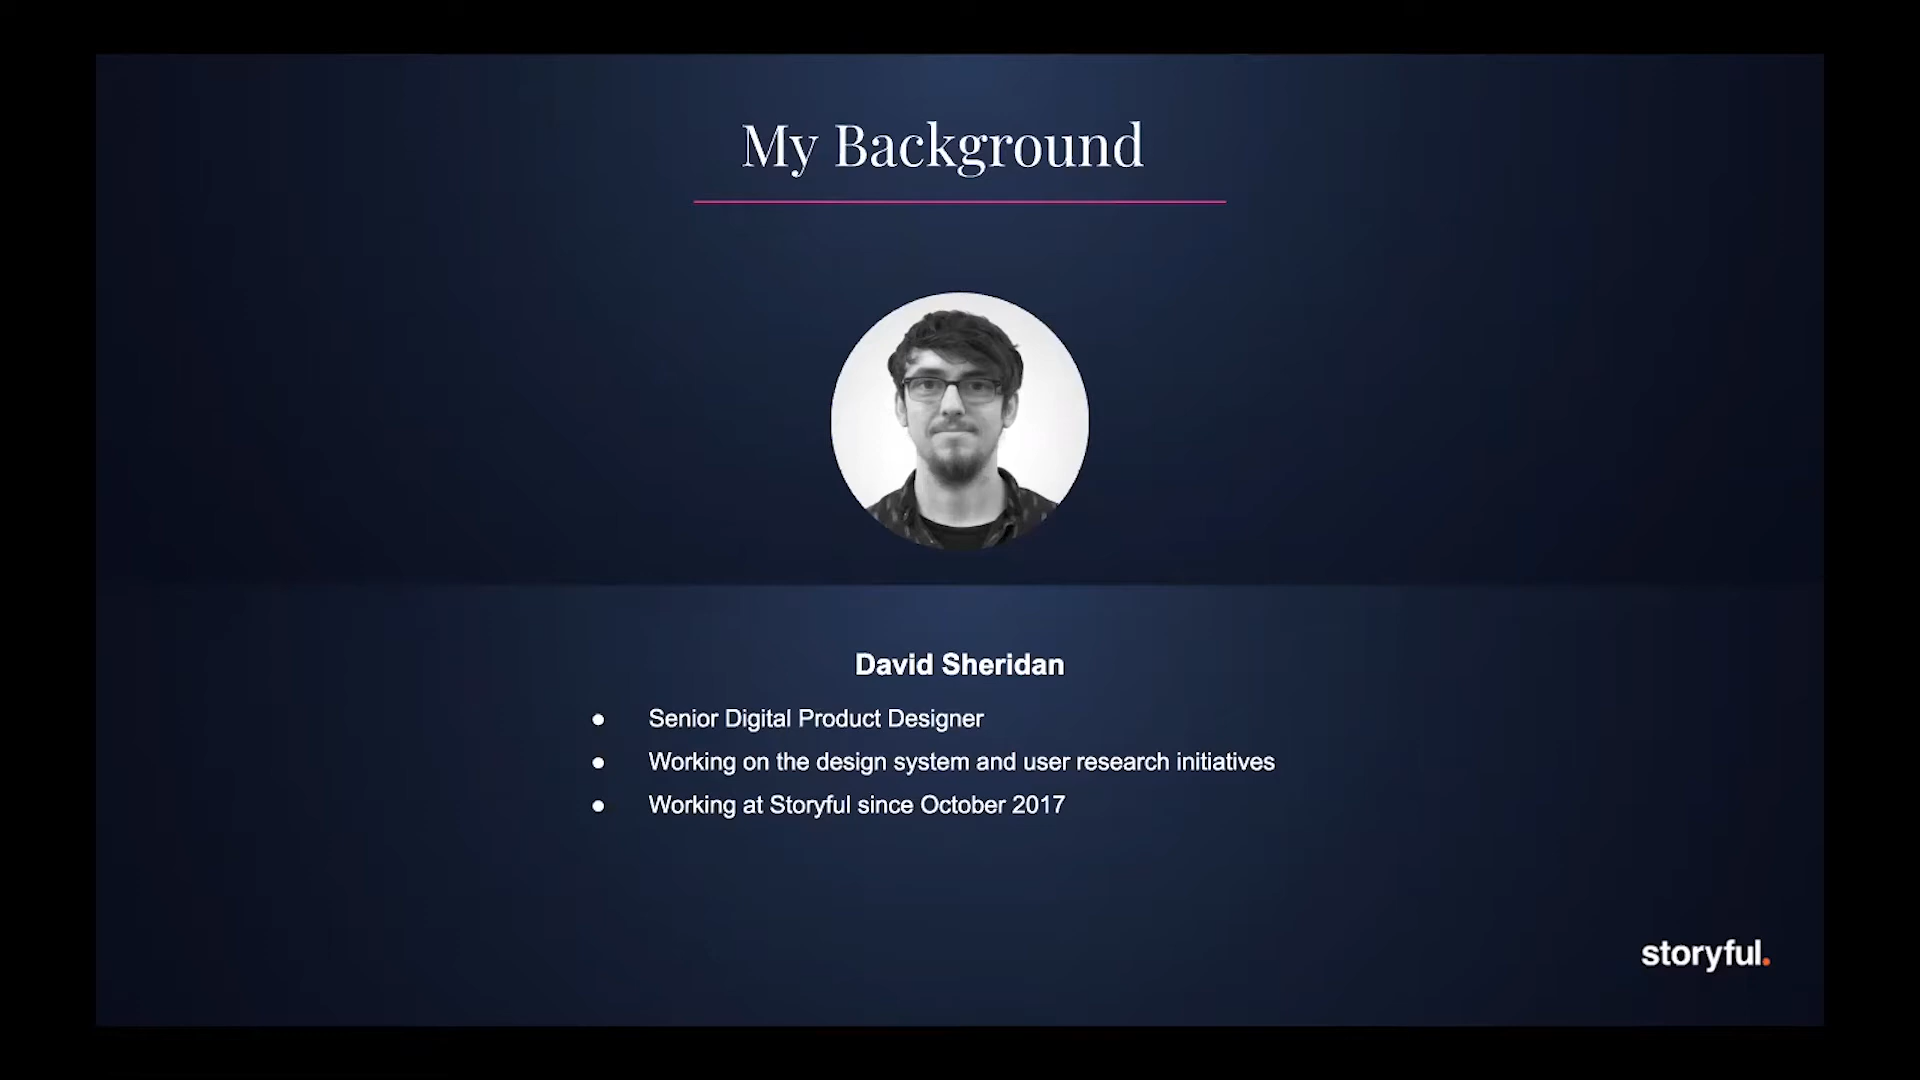 My Background
David Sheridan
● Senior Digital Product Designer
● Working on the design system and user research initiatives
● Working at Storyful since October 2017
storyful.